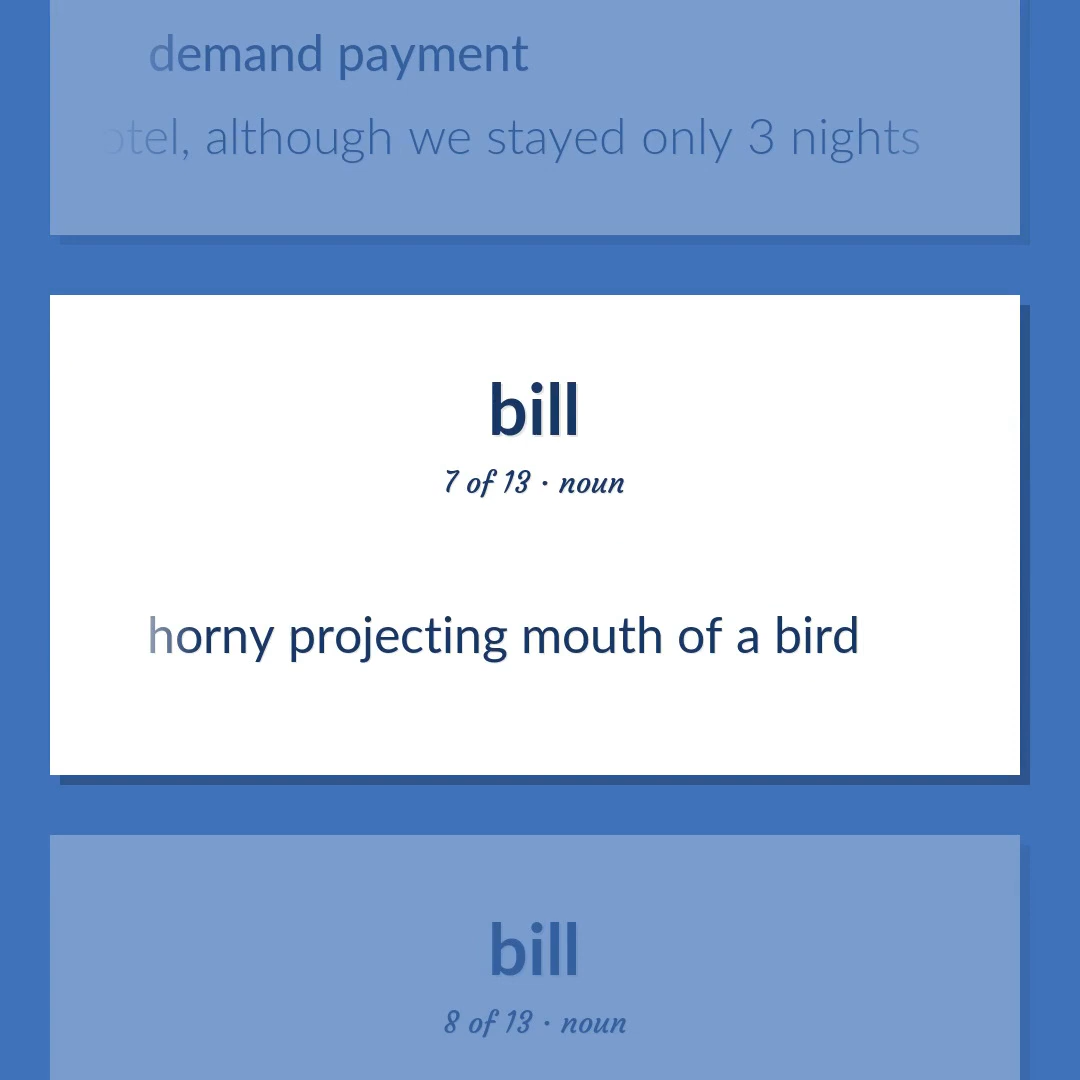 demand payment
otel, although we stayed only 3 nights
bill
7 of 13 · noun
horny projecting mouth of a bird
bill
8 of 13 · noun